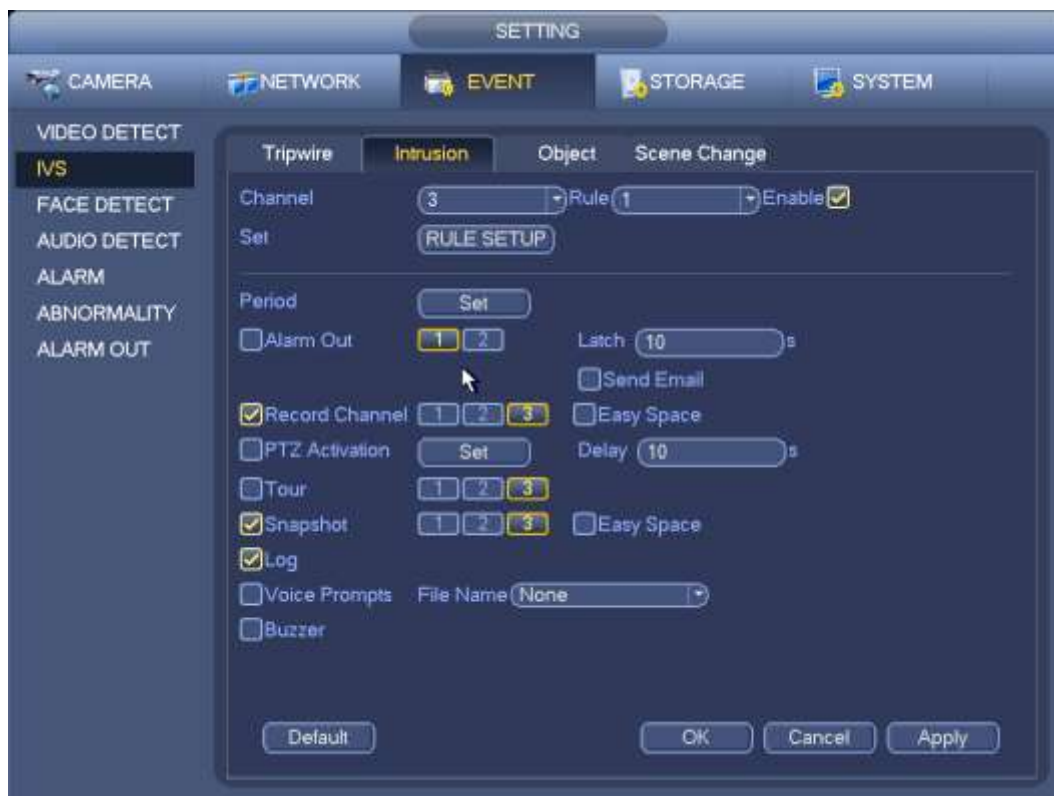 SETTING
CAMERA NETWORK EVENT STORAGE SYSTEM
VIDEO DETECT
IVS
FACE DETECT
AUDIO DETECT
ALARM
ABNORMALITY
ALARM OUT
Tripwire Intrusion Object Scene Change
Channel 3 Rule 1 Enable
Set RULE SETUP
Period Set
Alarm Out 1 2 Latch 10 s
Send Email
Record Channel 1 2 3 Easy Space
PTZ Activation Set Delay 10 s
Tour 1 2 3
Snapshot 1 2 3 Easy Space
Log
Voice Prompts File Name None
Buzzer
Default OK Cancel Apply